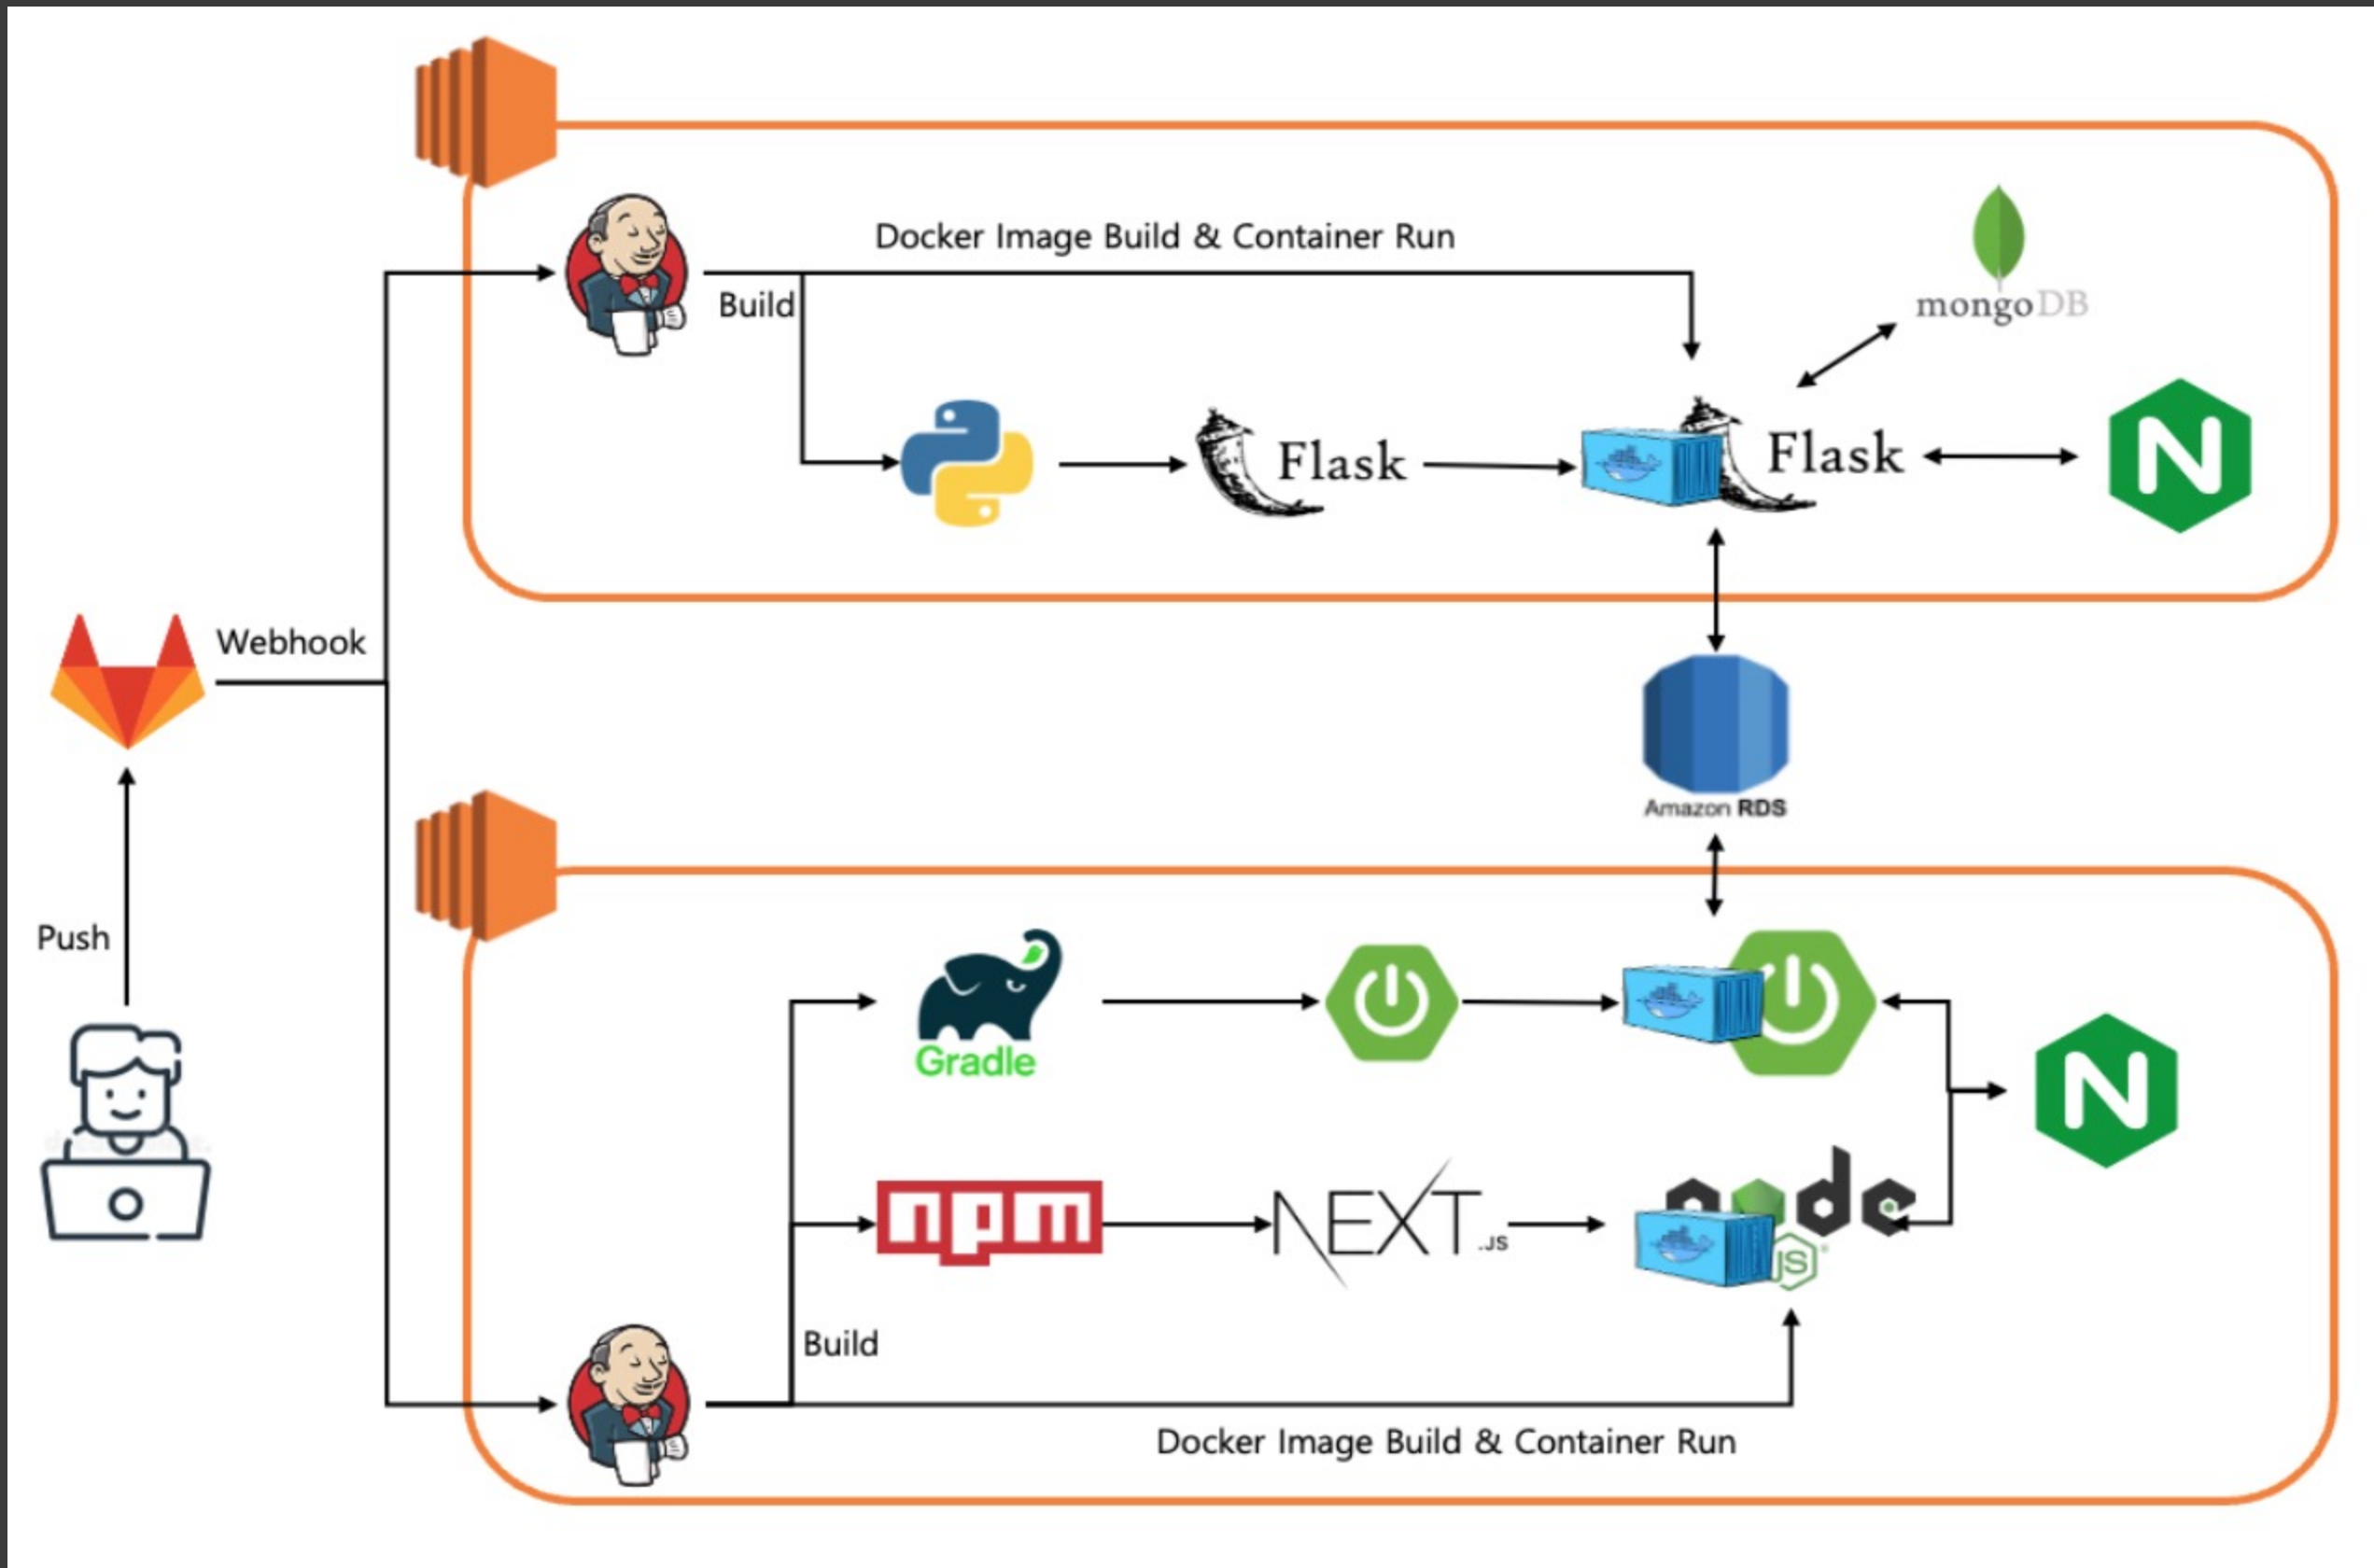 Docker Image Build & Container Run
mongoDB
Build
Flask
Flask
Webhook
Amazon RDS
Push
Gradle
npm
NEXT.JS
node
JS
Build
Docker Image Build & Container Run